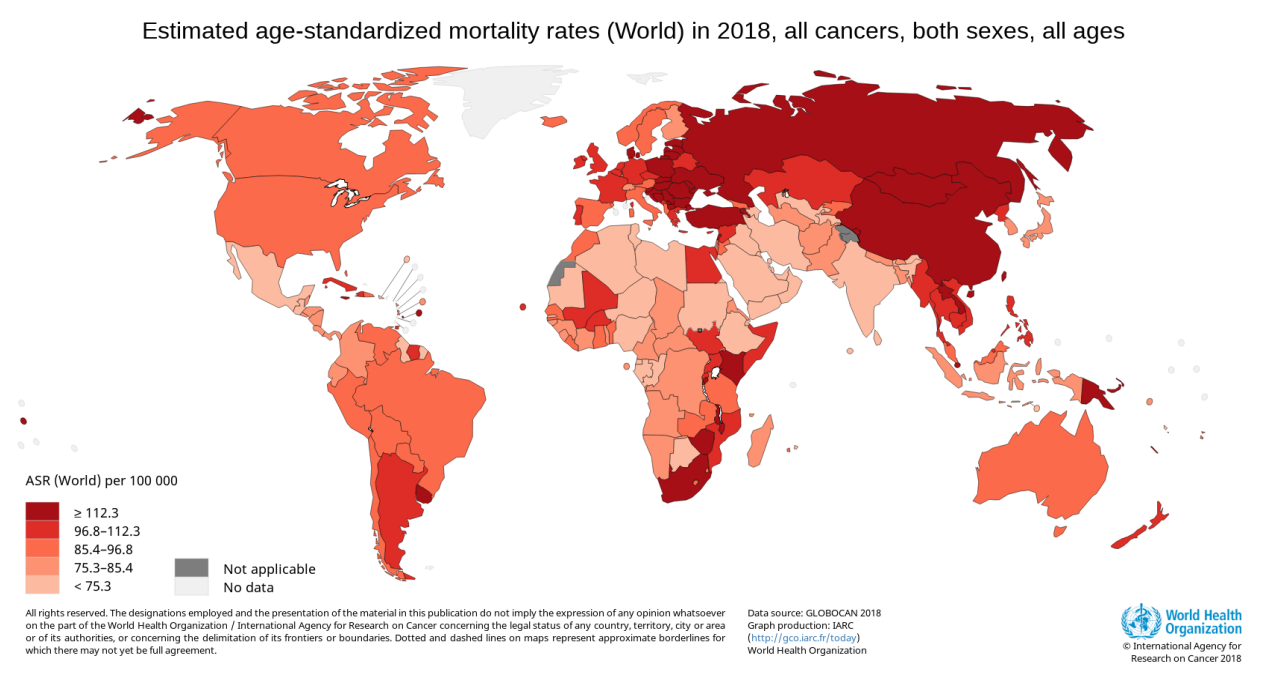 Estimated age-standardized mortality rates (World) in 2018, all cancers, both sexes, all ages
ASR (World) per 100 000
≥ 112.3
96.8–112.3
85.4–96.8
75.3–85.4
< 75.3
Not applicable
No data
All rights reserved. The designations employed and the presentation of the material in this publication do not imply the expression of any opinion whatsoever
on the part of the World Health Organization / International Agency for Research on Cancer concerning the legal status of any country, territory, city or area
or of its authorities, or concerning the delimitation of its frontiers or boundaries. Dotted and dashed lines on maps represent approximate borderlines for
which there may not yet be full agreement.
Data source: GLOBOCAN 2018
Graph production: IARC
(http://gco.iarc.fr/today)
World Health Organization
World Health
Organization
© International Agency for
Research on Cancer 2018